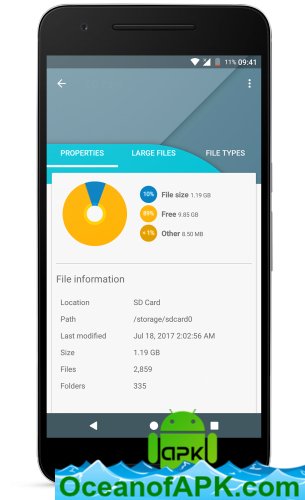 11% 09:41
PROPERTIES LARGE FILES FILE TYPES
10% File size 1.19 GB
89% Free 9.85 GB
<1% Other 8.50 MB
File information
Location SD Card
Path /storage/sdcard0
Last modified Jul 18, 2017 2:02:56 AM
Size 1.19 GB
Files 2,859
Folders 335
apk
OceanofAPK.com